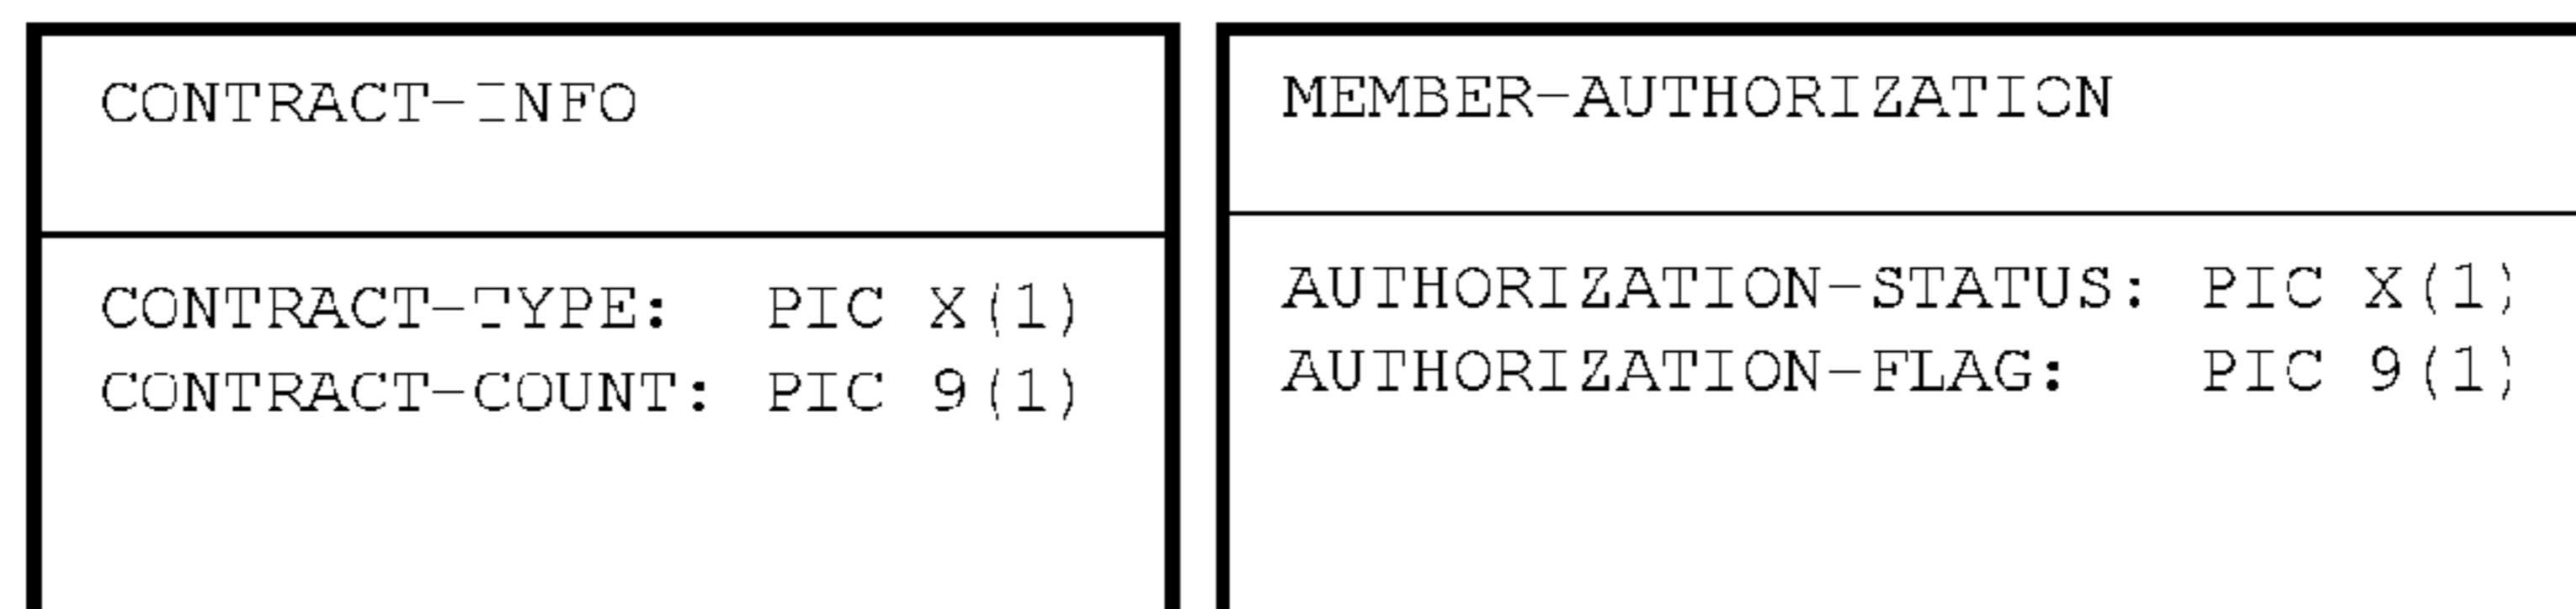 CONTRACT-INFO
CONTRACT-TYPE: PIC X(1)
CONTRACT-COUNT: PIC 9(1)
MEMBER-AUTHORIZATION
AUTHORIZATION-STATUS: PIC X(1)
AUTHORIZATION-FLAG: PIC 9(1)